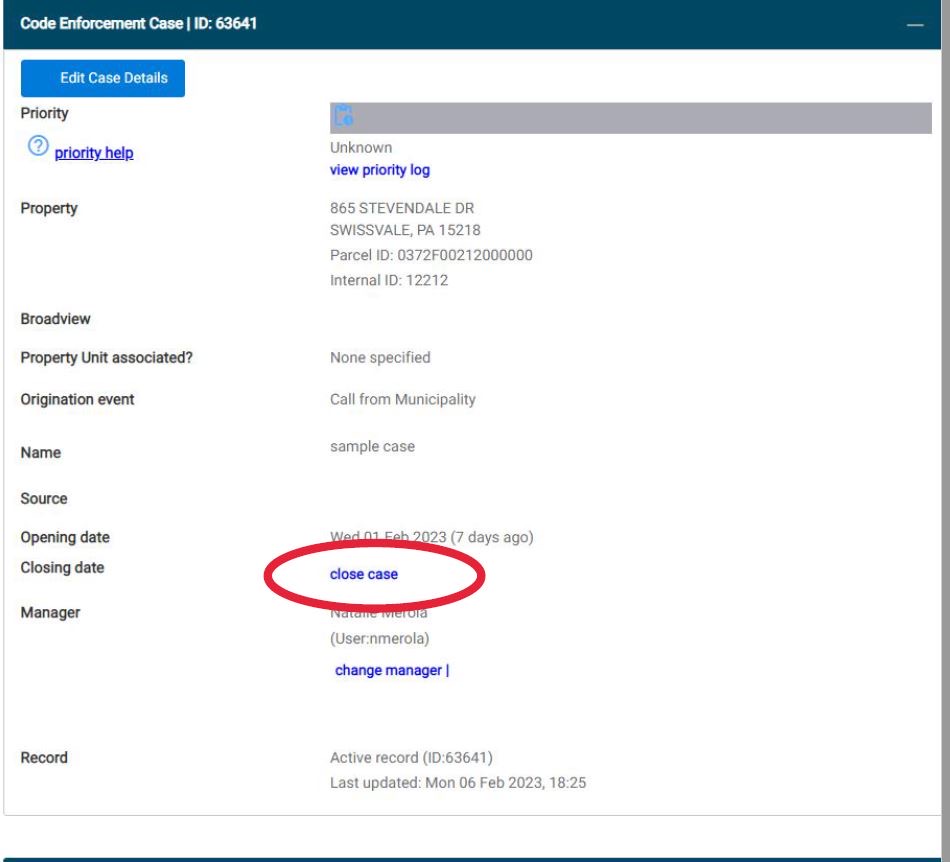 Code Enforcement Case | ID: 63641
Edit Case Details
Priority
priority help
Unknown
view priority log
Property
865 STEVENDALE DR
SWISSVALE, PA 15218
Parcel ID: 0372F00212000000
Internal ID: 12212
Broadview
Property Unit associated? None specified
Origination event Call from Municipality
Name sample case
Source
Opening date Wed 01 Feb 2023 (7 days ago)
Closing date close case
Manager Natalie Merola
(User:nmerola)
change manager |
Record Active record (ID:63641)
Last updated: Mon 06 Feb 2023, 18:25